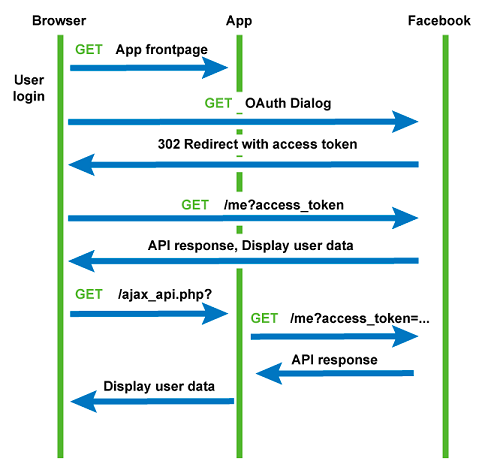 Browser App Facebook
GET App frontpage
User
login
GET OAuth Dialog
302 Redirect with access token
GET /me?access_token
API response, Display user data
GET /ajax_api.php?
GET /me?access_token=...
API response
Display user data